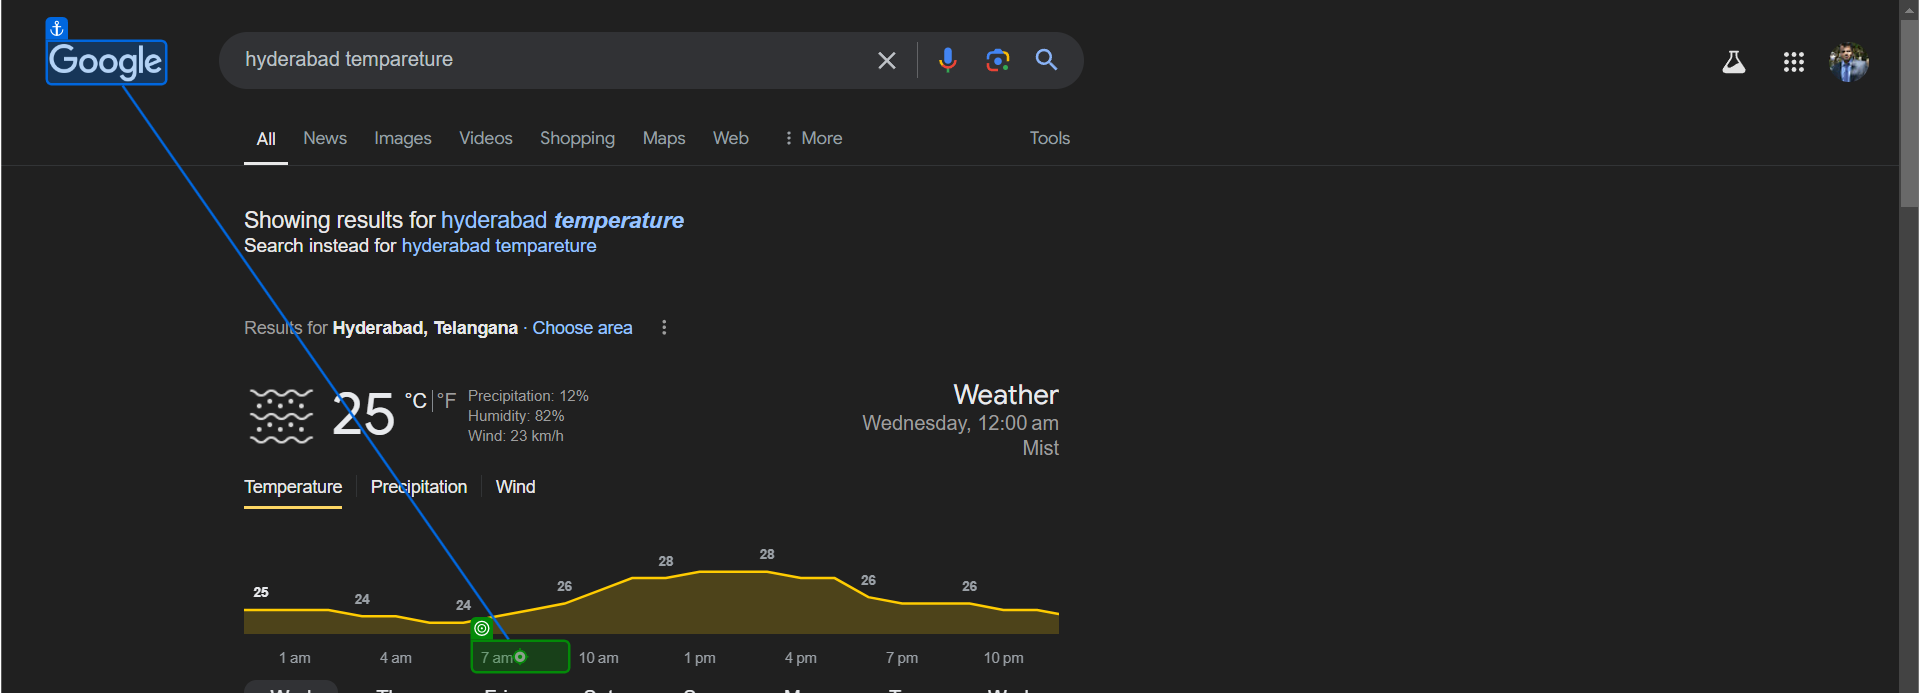 Google
hyderabad tempareture
All News Images Videos Shopping Maps Web More Tools
Showing results for hyderabad temperature
Search instead for hyderabad tempareture
Results for Hyderabad, Telangana · Choose area
25 °C | °F
Precipitation: 12%
Humidity: 82%
Wind: 23 km/h
Weather
Wednesday, 12:00 am
Mist
Temperature Precipitation Wind
25 24 24 26 28 28 26 26
1 am 4 am 7 am 10 am 1 pm 4 pm 7 pm 10 pm